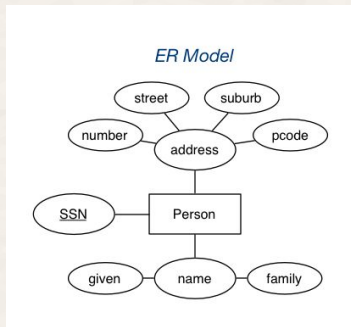 ER Model
street
suburb
number
pcode
address
SSN
Person
given
name
family